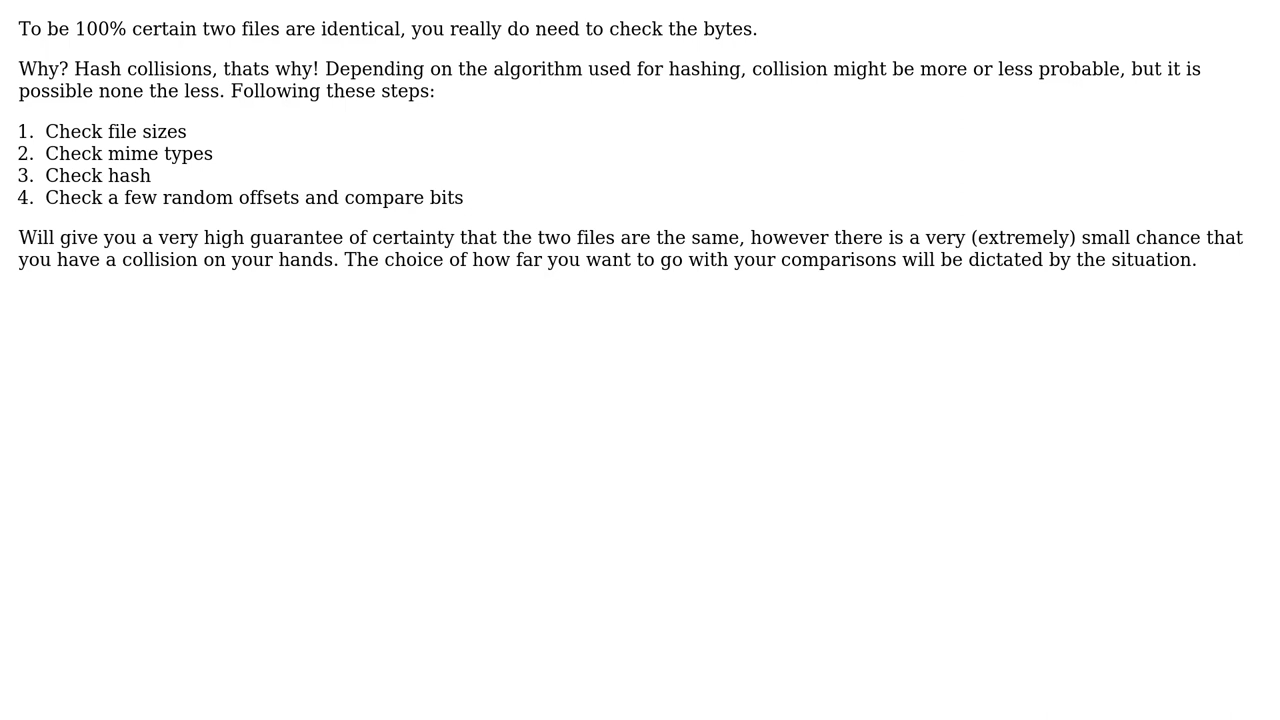 To be 100% certain two files are identical, you really do need to check the bytes.
Why? Hash collisions, thats why! Depending on the algorithm used for hashing, collision might be more or less probable, but it is
possible none the less. Following these steps:
1. Check file sizes
2. Check mime types
3. Check hash
4. Check a few random offsets and compare bits
Will give you a very high guarantee of certainty that the two files are the same, however there is a very (extremely) small chance that
you have a collision on your hands. The choice of how far you want to go with your comparisons will be dictated by the situation.